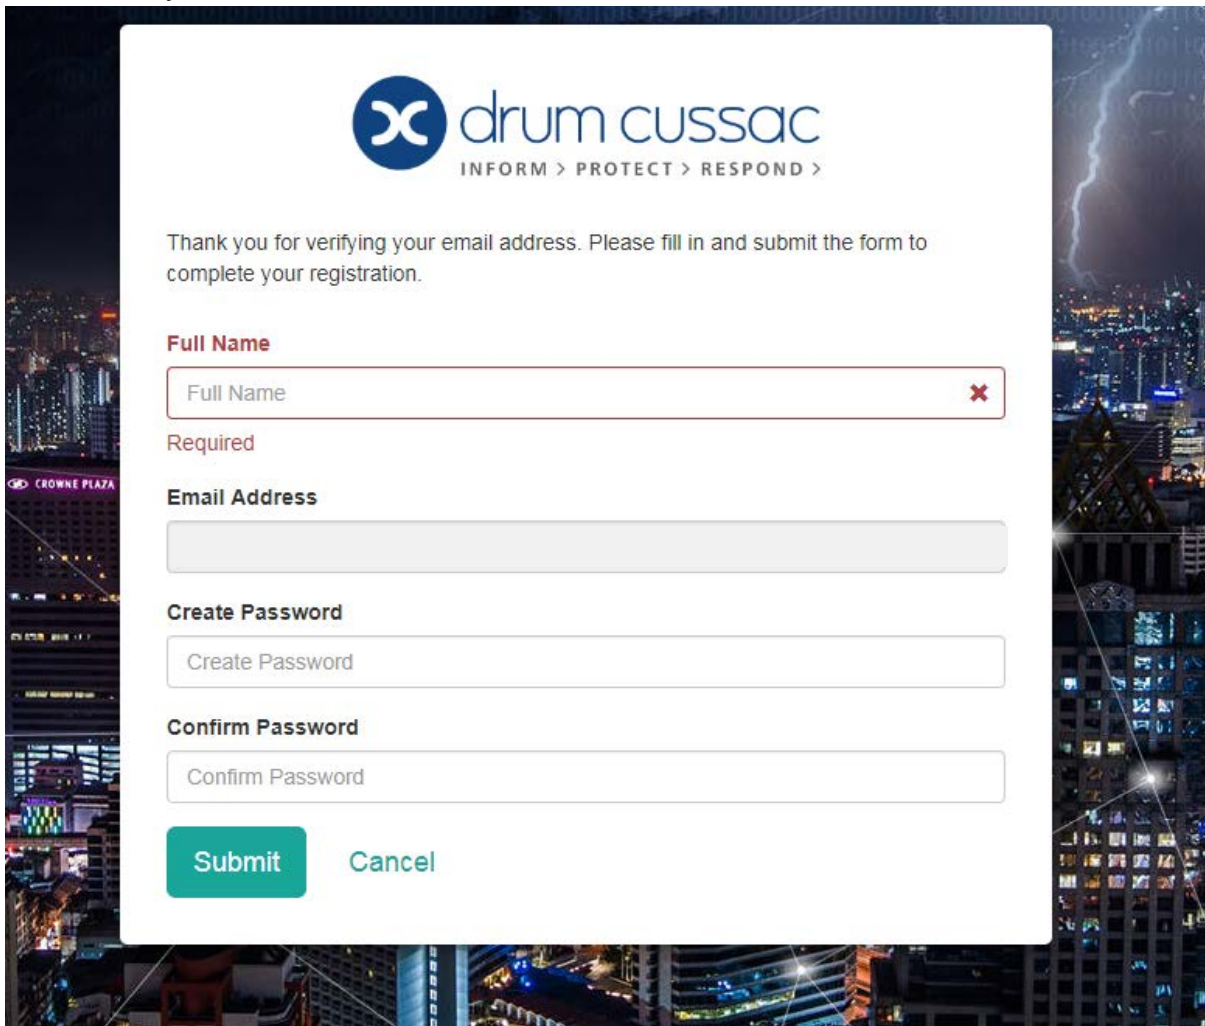 drum cussac
INFORM > PROTECT > RESPOND >
Thank you for verifying your email address. Please fill in and submit the form to
complete your registration.
Full Name
Full Name
Required
CROWNE PLAZA
Email Address
Create Password
Create Password
Confirm Password
Confirm Password
Submit Cancel